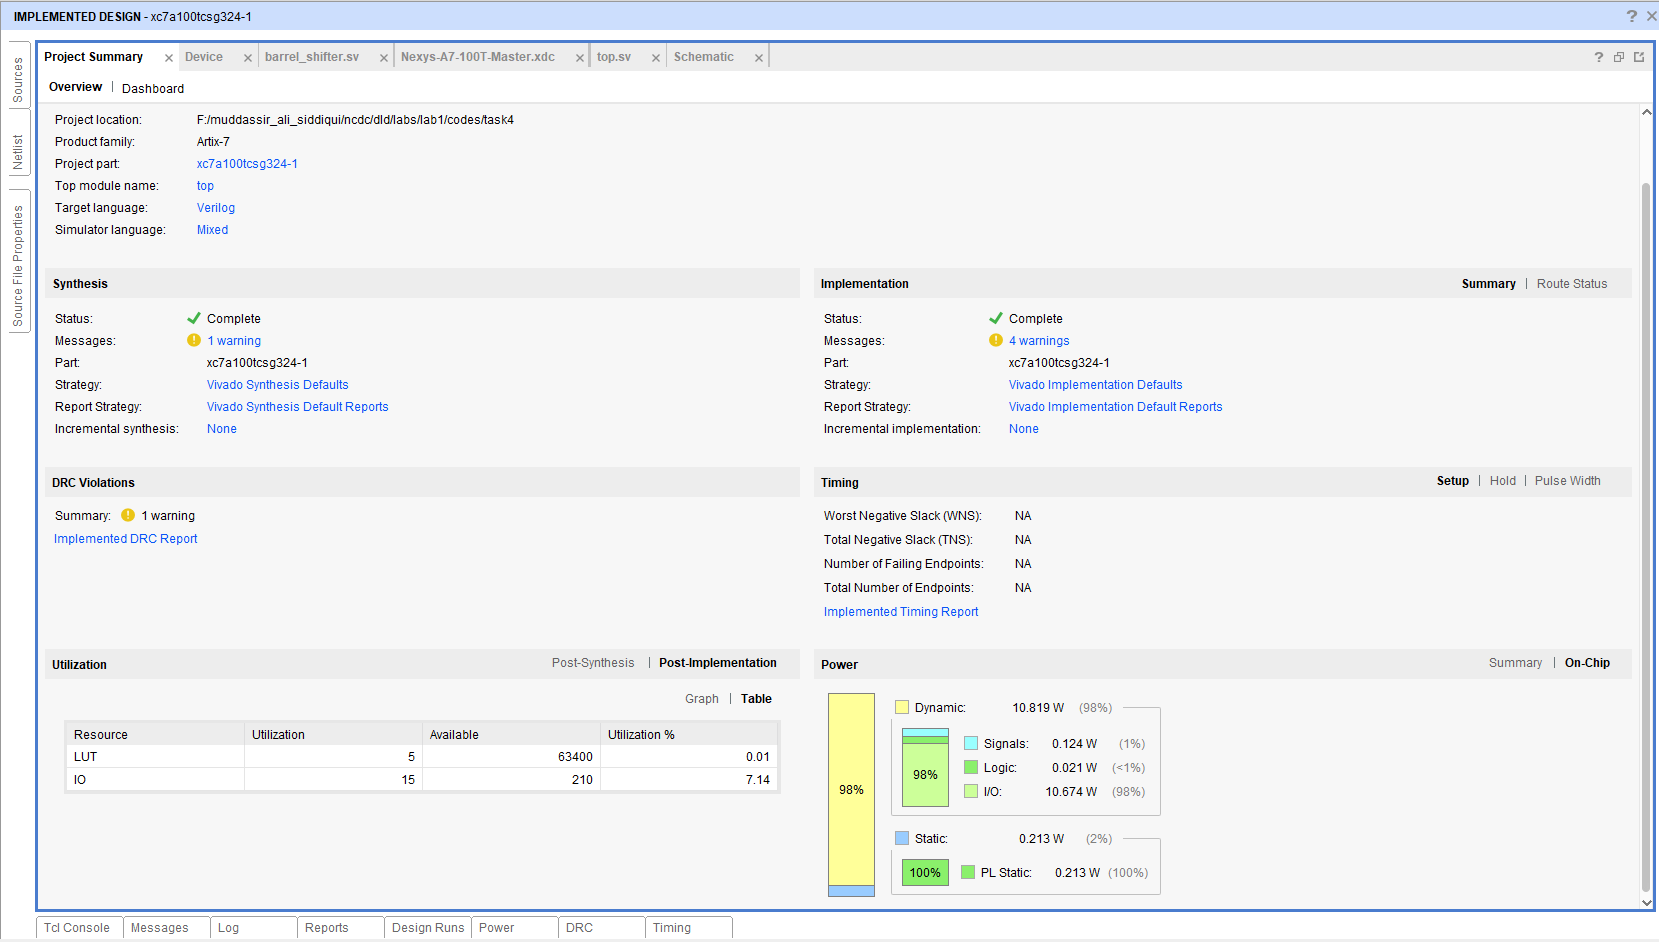 IMPLEMENTED DESIGN - xc7a100tcsg324-1
Sources
Netlist
Source File Properties
Project Summary Device barrel_shifter.sv Nexys-A7-100T-Master.xdc top.sv Schematic
Overview Dashboard
Project location: F:/muddassir_ali_siddiqui/ncdc/dld/labs/lab1/codes/task4
Product family: Artix-7
Project part: xc7a100tcsg324-1
Top module name: top
Target language: Verilog
Simulator language: Mixed
Synthesis
Status: Complete
Messages: 1 warning
Part: xc7a100tcsg324-1
Strategy: Vivado Synthesis Defaults
Report Strategy: Vivado Synthesis Default Reports
Incremental synthesis: None
Implementation Summary Route Status
Status: Complete
Messages: 4 warnings
Part: xc7a100tcsg324-1
Strategy: Vivado Implementation Defaults
Report Strategy: Vivado Implementation Default Reports
Incremental implementation: None
DRC Violations
Summary: 1 warning
Implemented DRC Report
Timing Setup Hold Pulse Width
Worst Negative Slack (WNS): NA
Total Negative Slack (TNS): NA
Number of Failing Endpoints: NA
Total Number of Endpoints: NA
Implemented Timing Report
Utilization Post-Synthesis Post-Implementation
Graph Table
Resource Utilization Available Utilization %
LUT 5 63400 0.01
IO 15 210 7.14
Power Summary On-Chip
98%
Dynamic: 10.819 W (98%)
98%
Signals: 0.124 W (1%)
Logic: 0.021 W (<1%)
I/O: 10.674 W (98%)
Static: 0.213 W (2%)
100% PL Static: 0.213 W (100%)
Tcl Console Messages Log Reports Design Runs Power DRC Timing